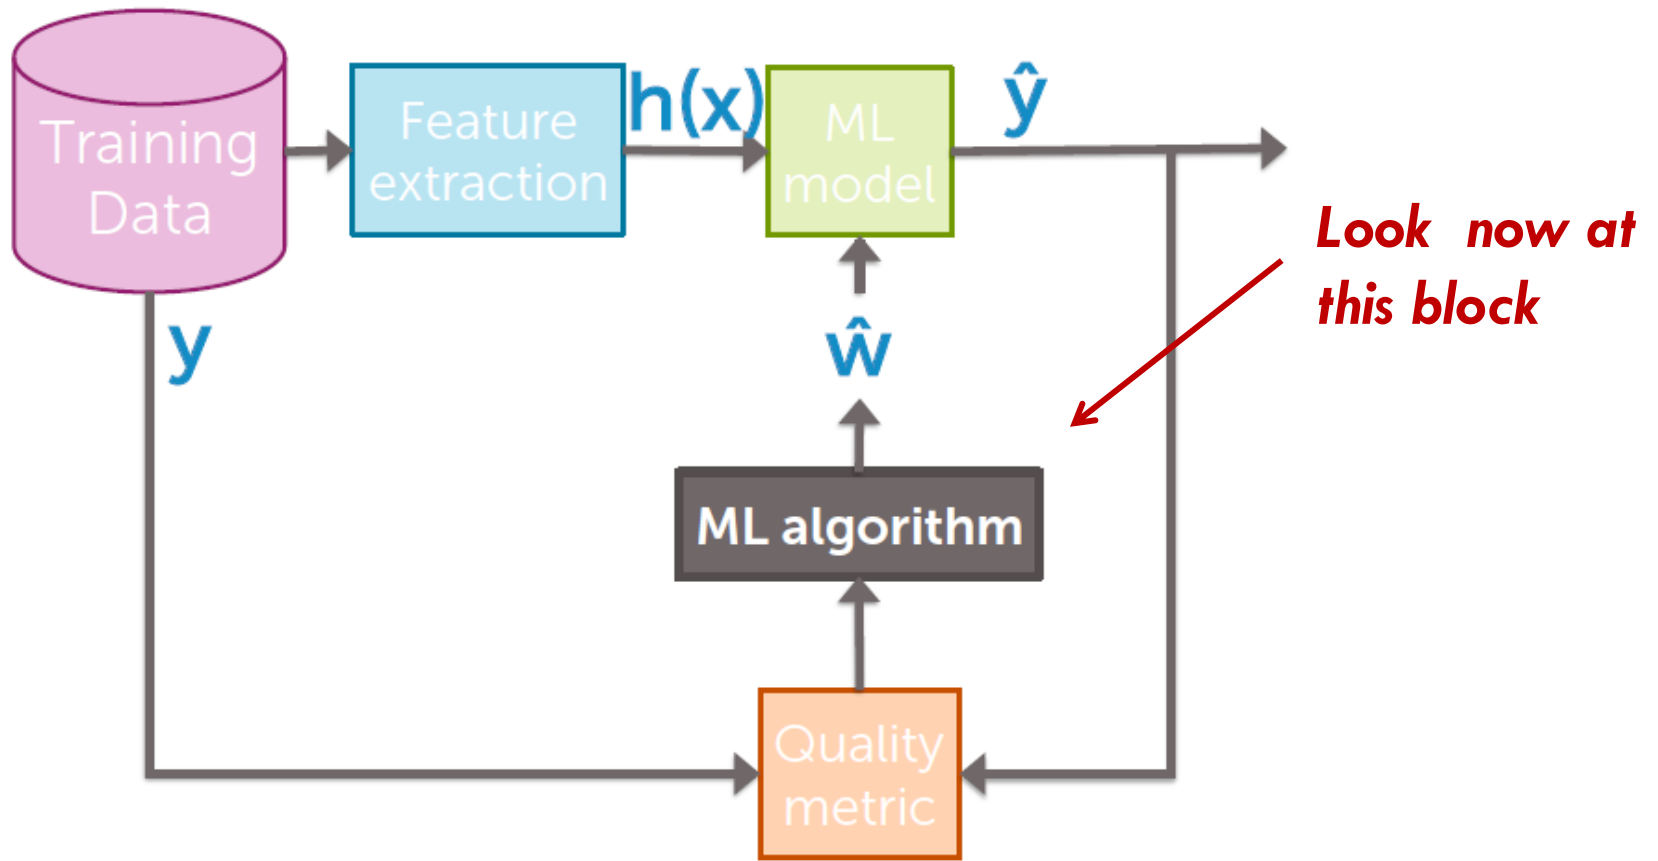 Training
Data
Feature
extraction
h(x)
ML
model
ŷ
Look now at
this block
y
ŵ
ML algorithm
Quality
metric